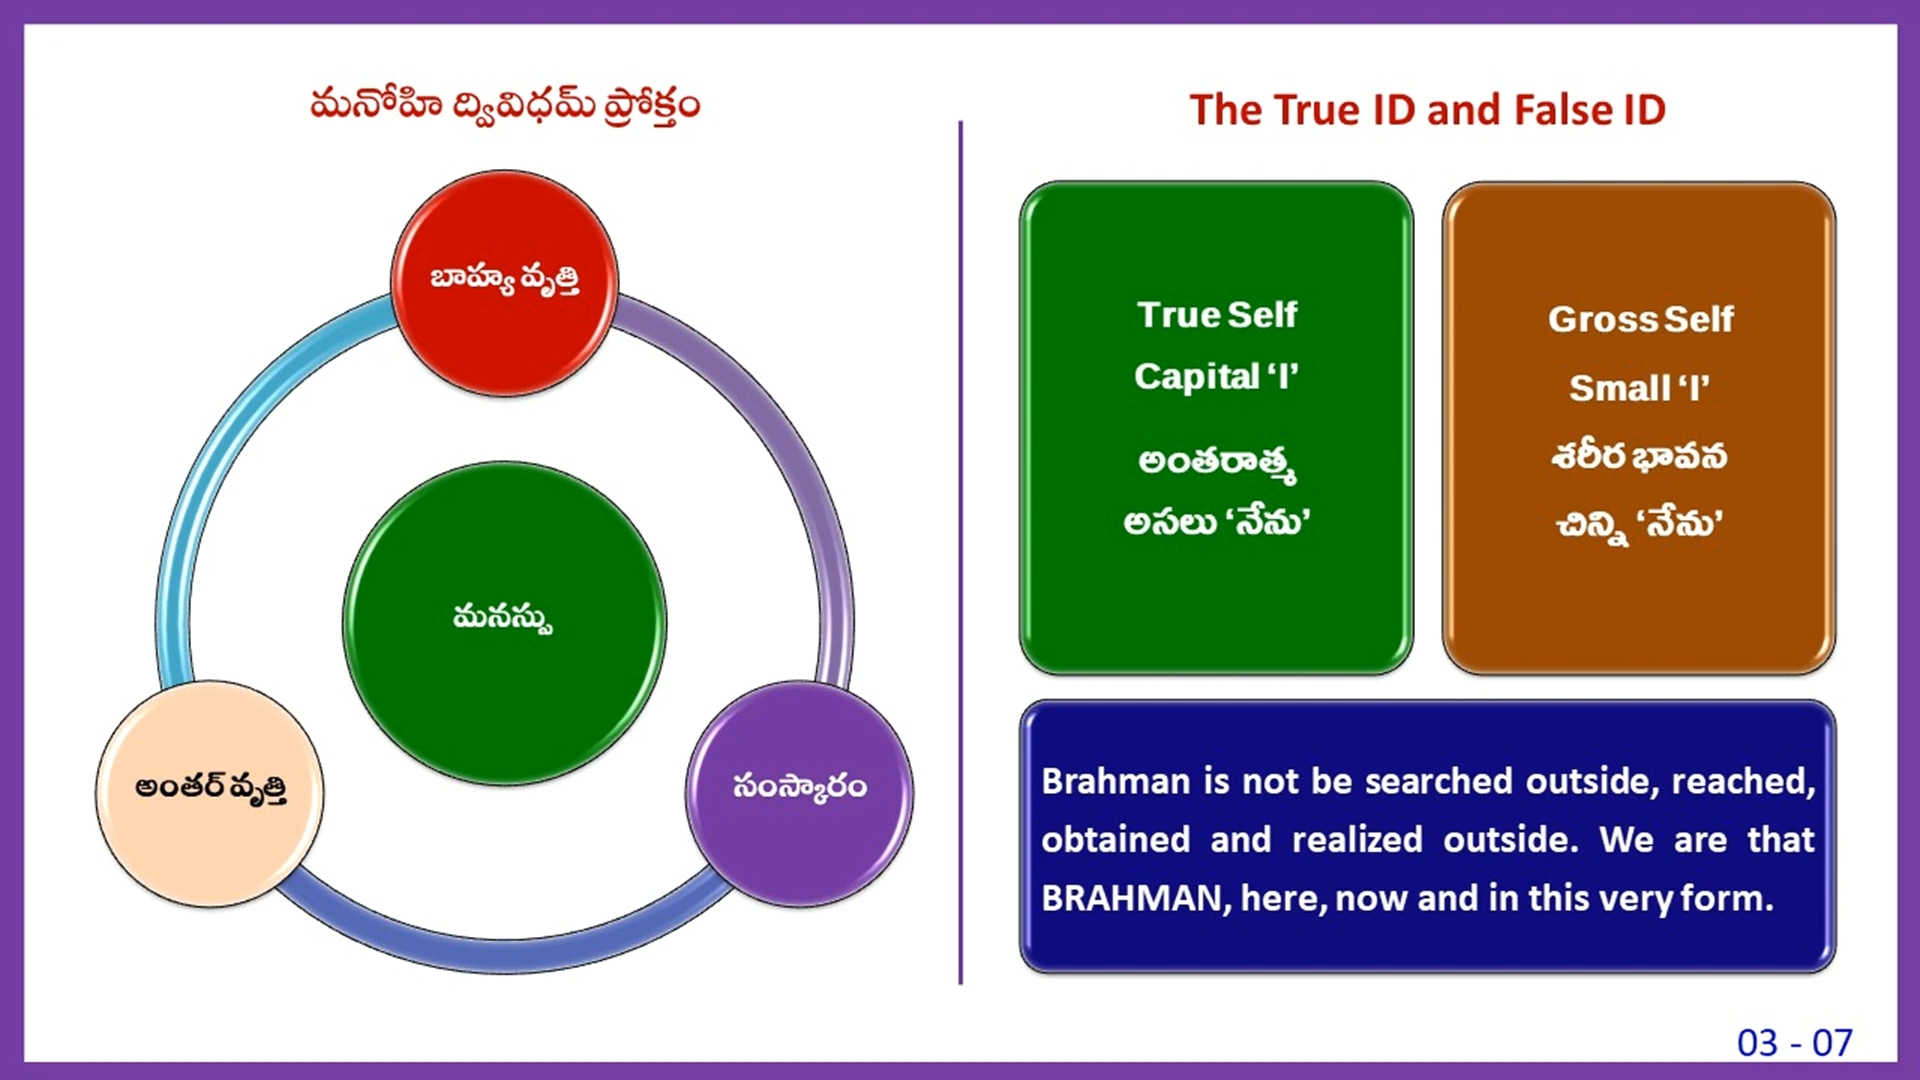 మనోహి ద్వివిధమ్ ప్రోక్తం
బాహ్య వృత్తి
మనస్సు
అంతర్ వృత్తి
సంస్కారం
The True ID and False ID
True Self
Capital ‘I’
అంతరాత్మ
అసలు ‘నేను’
Gross Self
Small ‘I’
శరీర భావన
చిన్ని ‘నేను’
Brahman is not be searched outside, reached,
obtained and realized outside. We are that
BRAHMAN, here, now and in this very form.
03 - 07